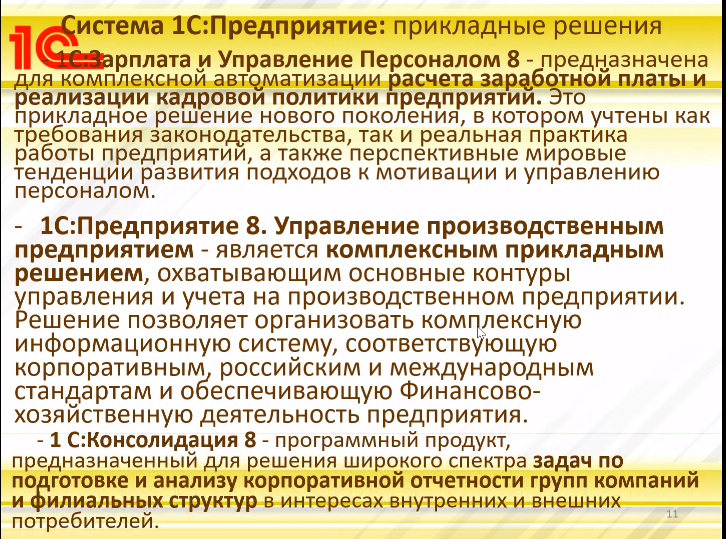 Система 1С:Предприятие: прикладные решения
1С
1С:Зарплата и Управление Персоналом 8 - предназначена
для комплексной автоматизации расчета заработной платы и
реализации кадровой политики предприятий. Это
прикладное решение нового поколения, в котором учтены как
требования законодательства, так и реальная практика
работы предприятий, а также перспективные мировые
тенденции развития подходов к мотивации и управлению
персоналом.
- 1С:Предприятие 8. Управление производственным
предприятием - является комплексным прикладным
решением, охватывающим основные контуры
управления и учета на производственном предприятии.
Решение позволяет организовать комплексную
информационную систему, соответствующую
корпоративным, российским и международным
стандартам и обеспечивающую Финансово-
хозяйственную деятельность предприятия.
- 1 С:Консолидация 8 - программный продукт,
предназначенный для решения широкого спектра задач по
подготовке и анализу корпоративной отчетности групп компаний
и филиальных структур в интересах внутренних и внешних
потребителей.
11